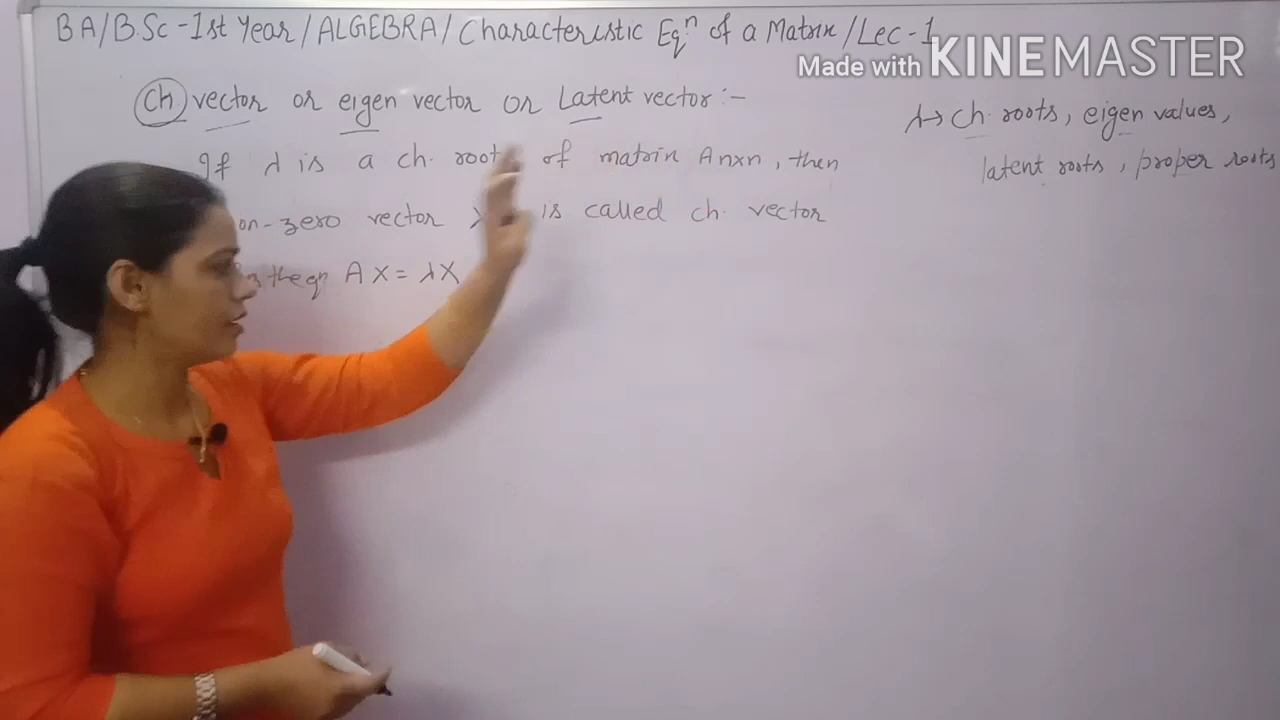 BA/B.Sc-1st Year/ALGEBRA/Characteristic Eqⁿ of a Matrix/Lec-1
Made with KINEMASTER
Ch vector or eigen vector or Latent vector :-
If λ is a ch. root of matrix Anxn, then
on-zero vector is called ch. vector
the eqn AX = λX
λ→ ch. roots, eigen values,
latent roots, proper roots